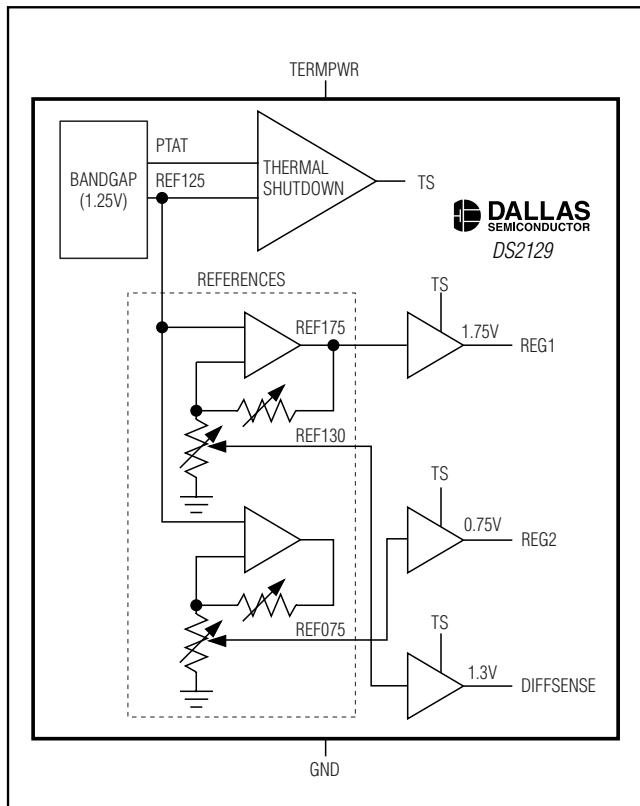 TERMPWR
BANDGAP
(1.25V)
PTAT
REF125
THERMAL
SHUTDOWN
TS
DALLAS
SEMICONDUCTOR
DS2129
REFERENCES
REF175
TS
1.75V
REG1
REF130
TS
0.75V
REG2
REF075
TS
1.3V
DIFFSENSE
GND